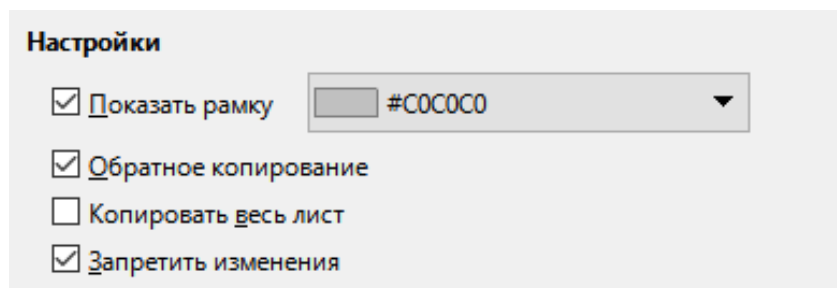 Настройки
Показать рамку #C0C0C0
Обратное копирование
Копировать весь лист
Запретить изменения